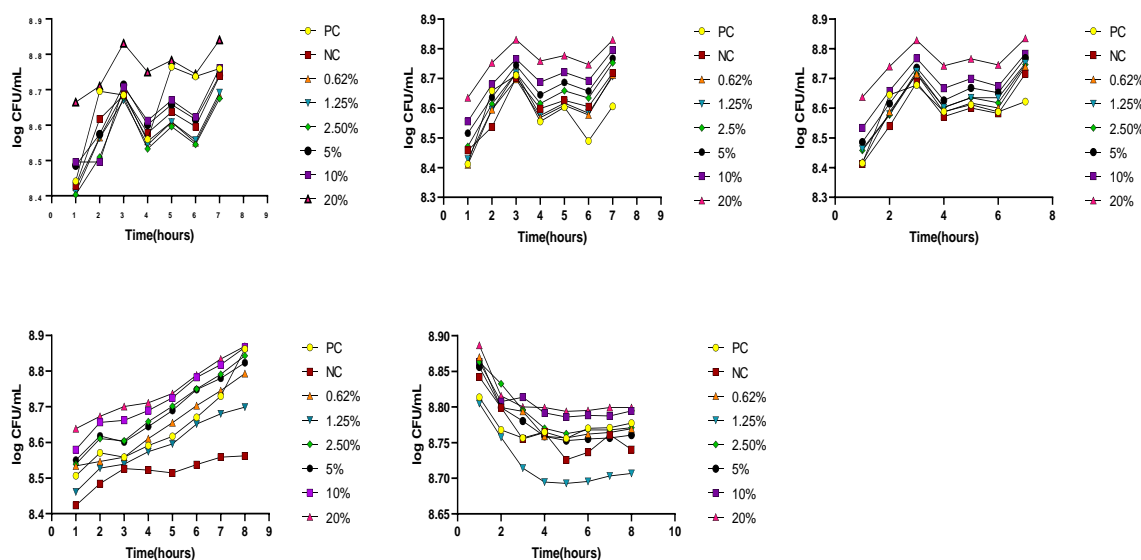 log CFU/mL
8.9
8.8
8.7
8.6
8.5
8.4
0 1 2 3 4 5 6 7 8 9
Time(hours)
PC
NC
0.62%
1.25%
2.50%
5%
10%
20%
log CFU/mL
8.9
8.8
8.7
8.6
8.5
8.4
8.3
0 1 2 3 4 5 6 7 8 9
Time(hours)
PC
NC
0.62%
1.25%
2.5%
5%
10%
20%
log CFU/mL
8.9
8.8
8.7
8.6
8.5
8.4
8.3
0 2 4 6 8
Time(hours)
PC
NC
0.62%
1.25%
2.50%
5%
10%
20%
log CFU/mL
8.9
8.8
8.7
8.6
8.5
8.4
0 1 2 3 4 5 6 7 8 9
Time(hours)
PC
NC
0.62%
1.25%
2.50%
5%
10%
20%
log CFU/mL
8.90
8.85
8.80
8.75
8.70
8.65
0 2 4 6 8 10
Time(hours)
PC
NC
0.62%
1.25%
2.50%
5%
10%
20%